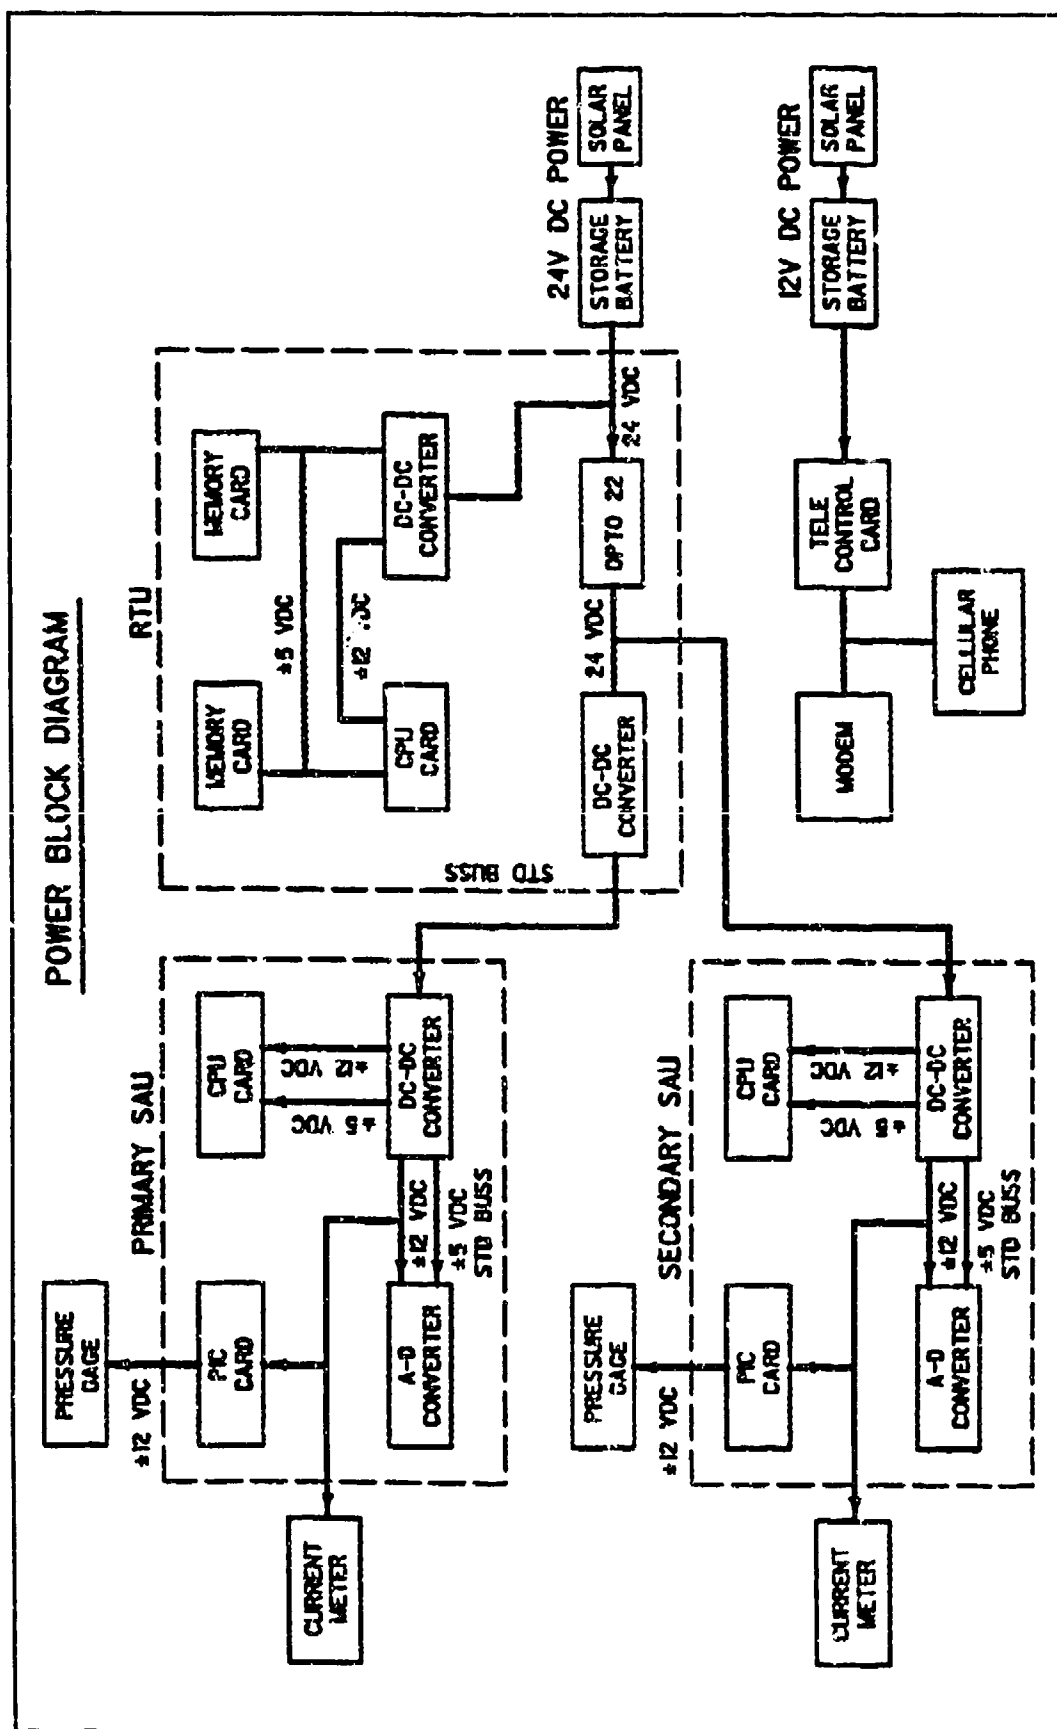 POWER BLOCK DIAGRAM
PRESSURE
GAGE
±12 VDC
PRIMARY SAU
PIC
CARD
CPU
CARD
±5 VDC
±12 VDC
A-D
CONVERTER
±12 VDC
±5 VDC
STD BUSS
DC-DC
CONVERTER
CURRENT
METER
RTU
MEMORY
CARD
MEMORY
CARD
±5 VDC
±12
CPU
CARD
DC-DC
CONVERTER
STD BUSS
DC-DC
CONVERTER
24 VDC
OPTO 22
24 VDC
24V DC POWER
STORAGE
BATTERY
SOLAR
PANEL
PRESSURE
GAGE
±12 VDC
SECONDARY SAU
PIC
CARD
CPU
CARD
VDC
±12 VDC
A-D
CONVERTER
±12 VDC
±5 VDC
STD BUSS
DC-DC
CONVERTER
CURRENT
METER
12V DC POWER
MODEM
TELE
CONTROL
CARD
STORAGE
BATTERY
SOLAR
PANEL
CELLULAR
PHONE